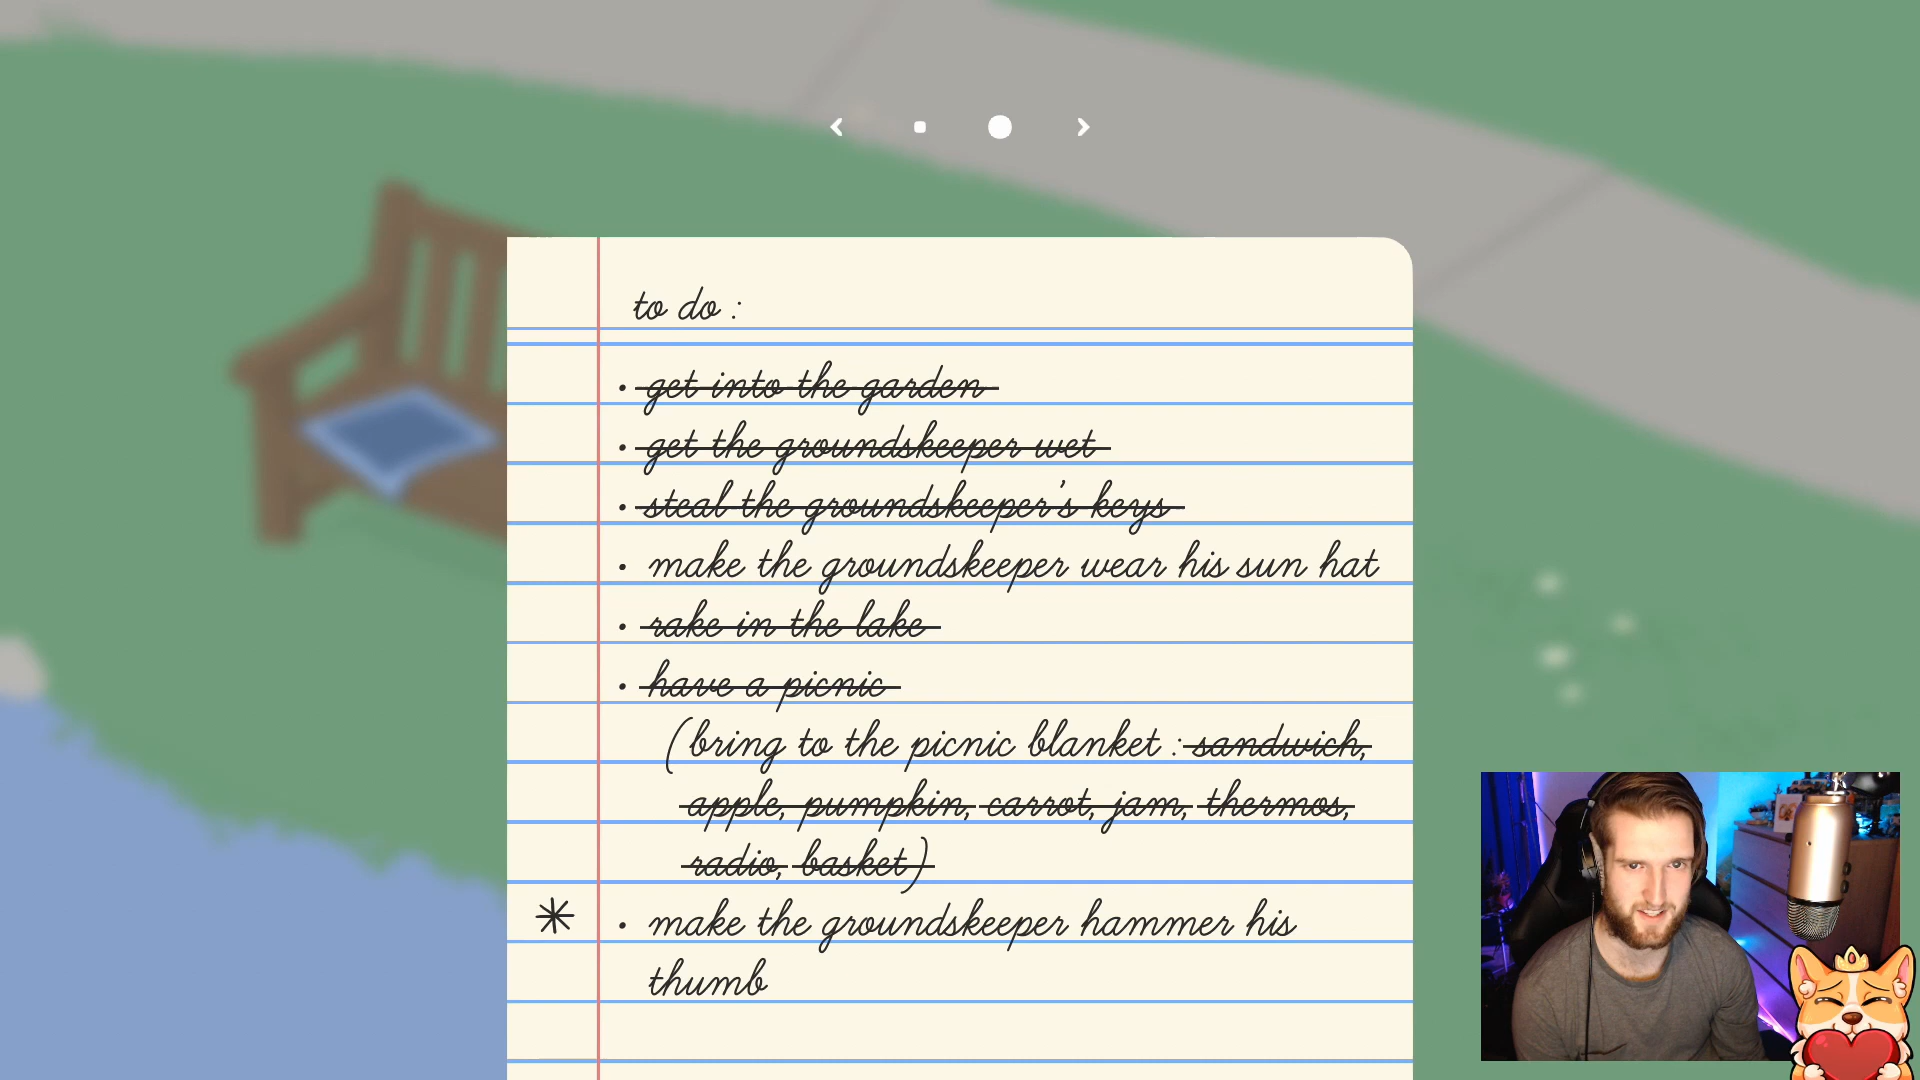 to do :
• get into the garden
• get the groundskeeper wet
• steal the groundskeeper's keys
• make the groundskeeper wear his sun hat
• rake in the lake
• have a picnic
(bring to the picnic blanket : sandwich,
apple, pumpkin, carrot, jam, thermos,
radio, basket)
• make the groundskeeper hammer his
thumb